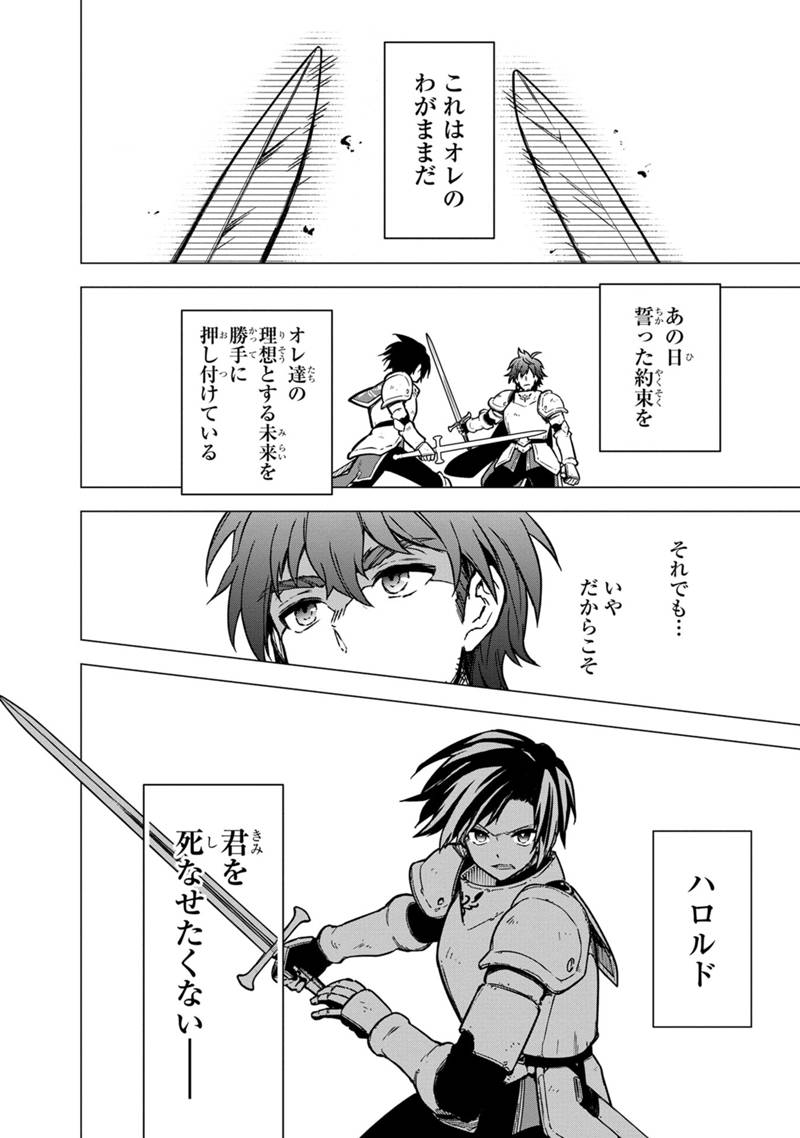 これはオレの
わがままだ
あの日
誓った約束を
オレ達の
理想とする未来を
勝手に
押し付けている
それでも…
いや
だからこそ
ハロルド
君を
死なせたくない――